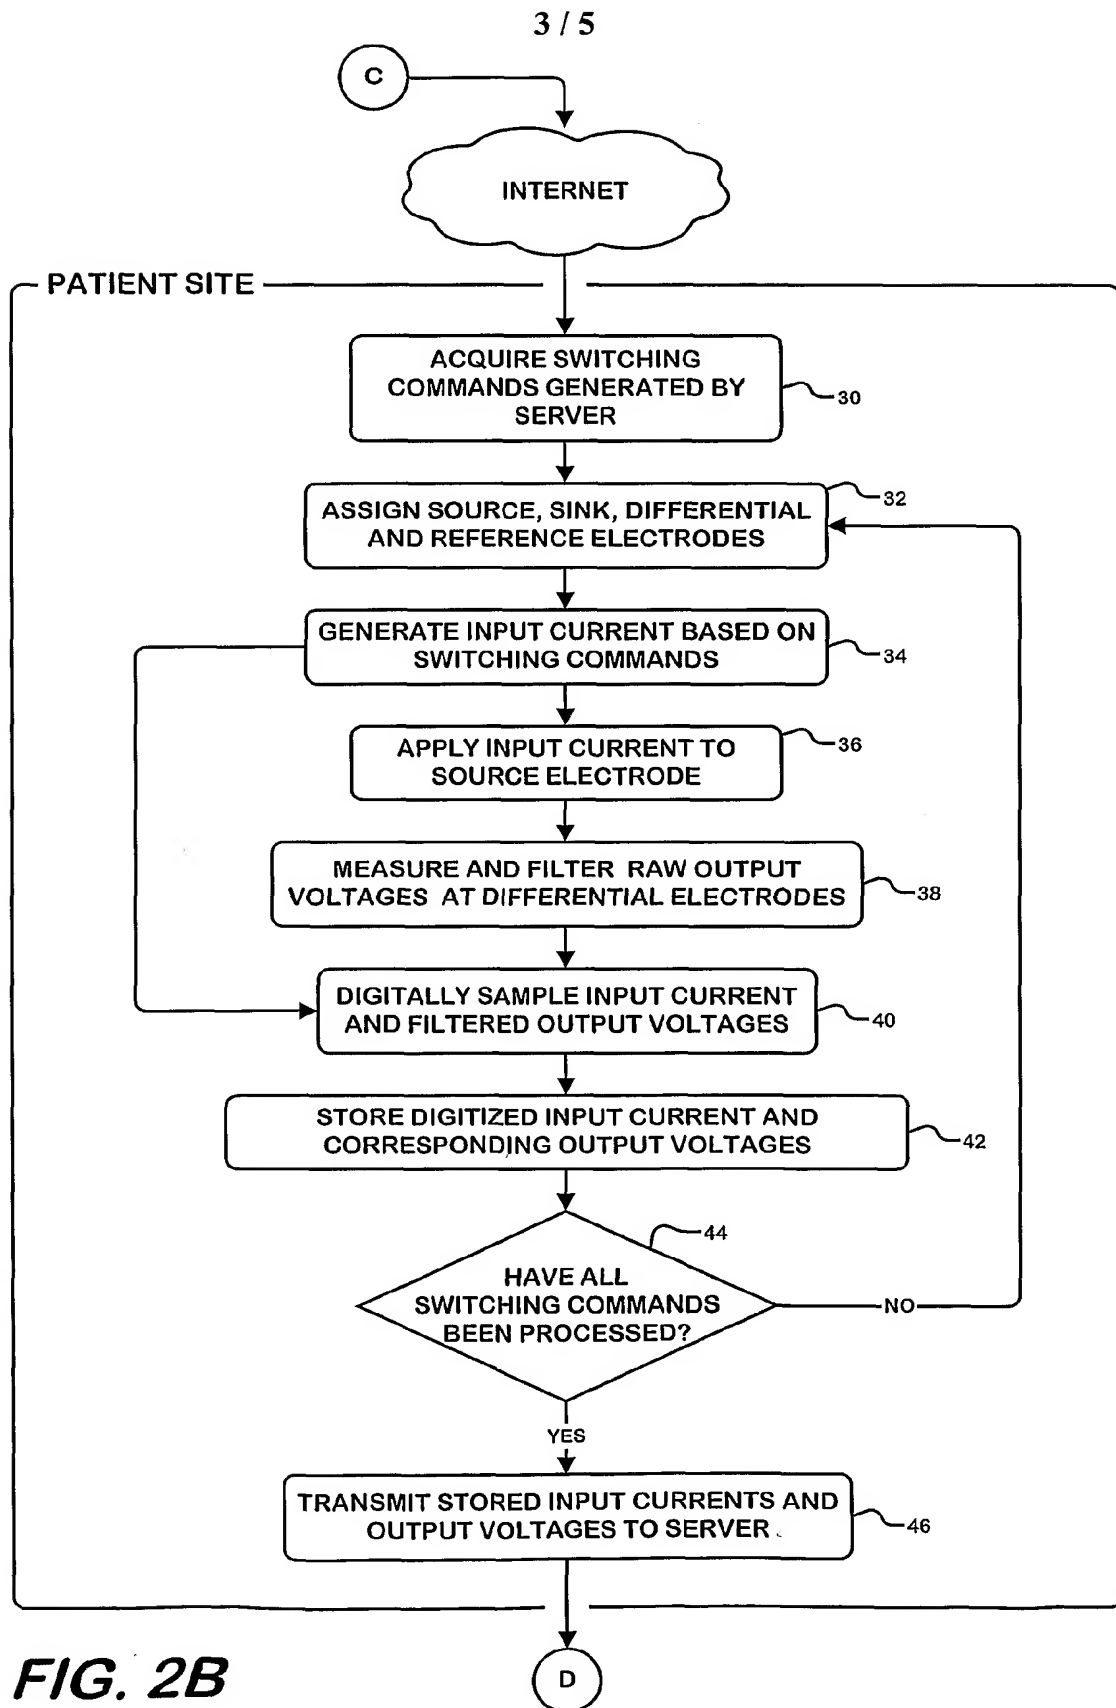 3 / 5
C
INTERNET
PATIENT SITE
ACQUIRE SWITCHING
COMMANDS GENERATED BY
SERVER
30
ASSIGN SOURCE, SINK, DIFFERENTIAL
AND REFERENCE ELECTRODES
32
GENERATE INPUT CURRENT BASED ON
SWITCHING COMMANDS
34
APPLY INPUT CURRENT TO
SOURCE ELECTRODE
36
MEASURE AND FILTER RAW OUTPUT
VOLTAGES AT DIFFERENTIAL ELECTRODES
38
DIGITALLY SAMPLE INPUT CURRENT
AND FILTERED OUTPUT VOLTAGES
40
STORE DIGITIZED INPUT CURRENT AND
CORRESPONDING OUTPUT VOLTAGES
42
44
HAVE ALL
SWITCHING COMMANDS
BEEN PROCESSED?
NO
YES
TRANSMIT STORED INPUT CURRENTS AND
OUTPUT VOLTAGES TO SERVER
46
D
FIG. 2B